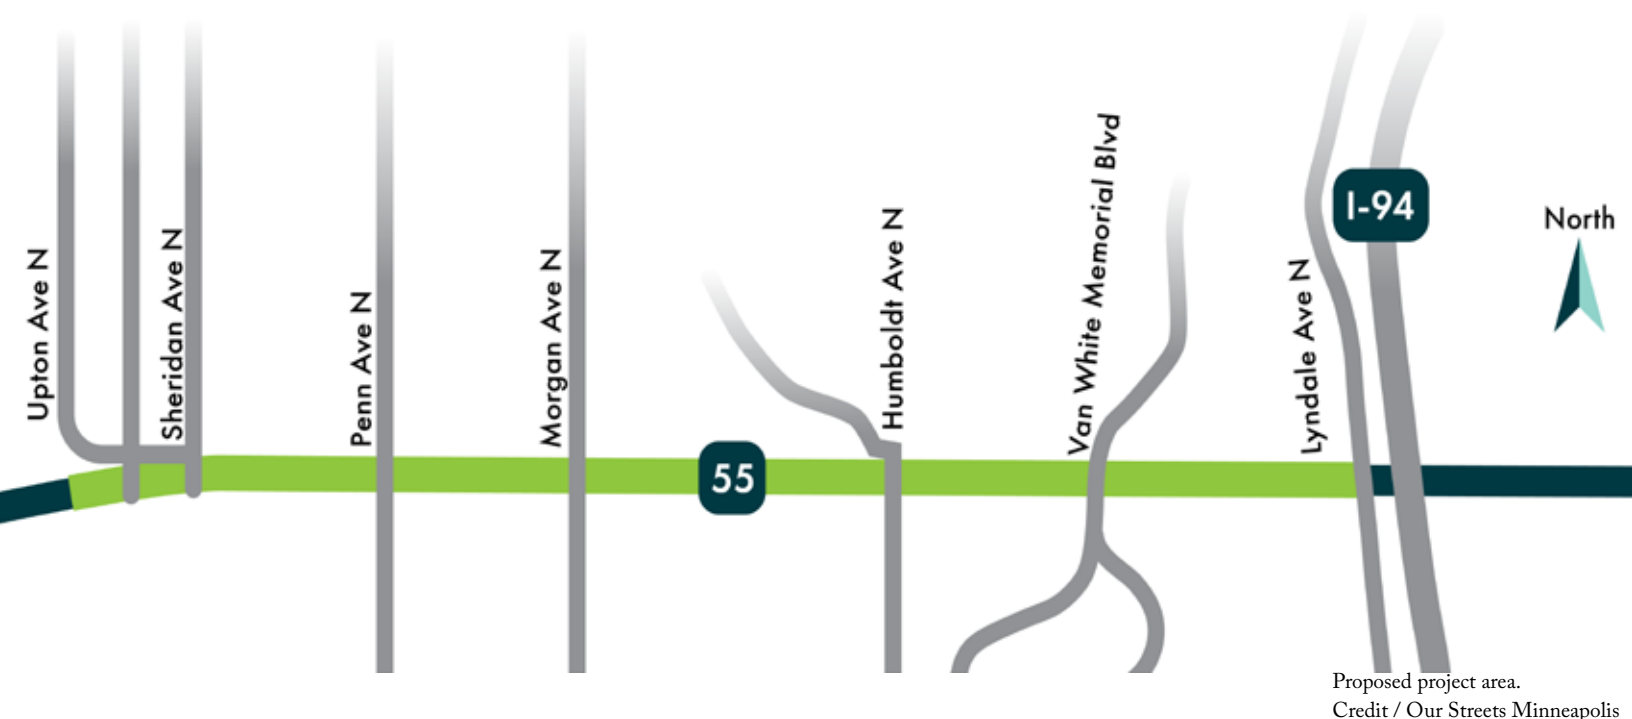 Upton Ave N
Sheridan Ave N
Penn Ave N
Morgan Ave N
55
Humboldt Ave N
Van White Memorial Blvd
Lyndale Ave N
I-94
North
Proposed project area.
Credit / Our Streets Minneapolis